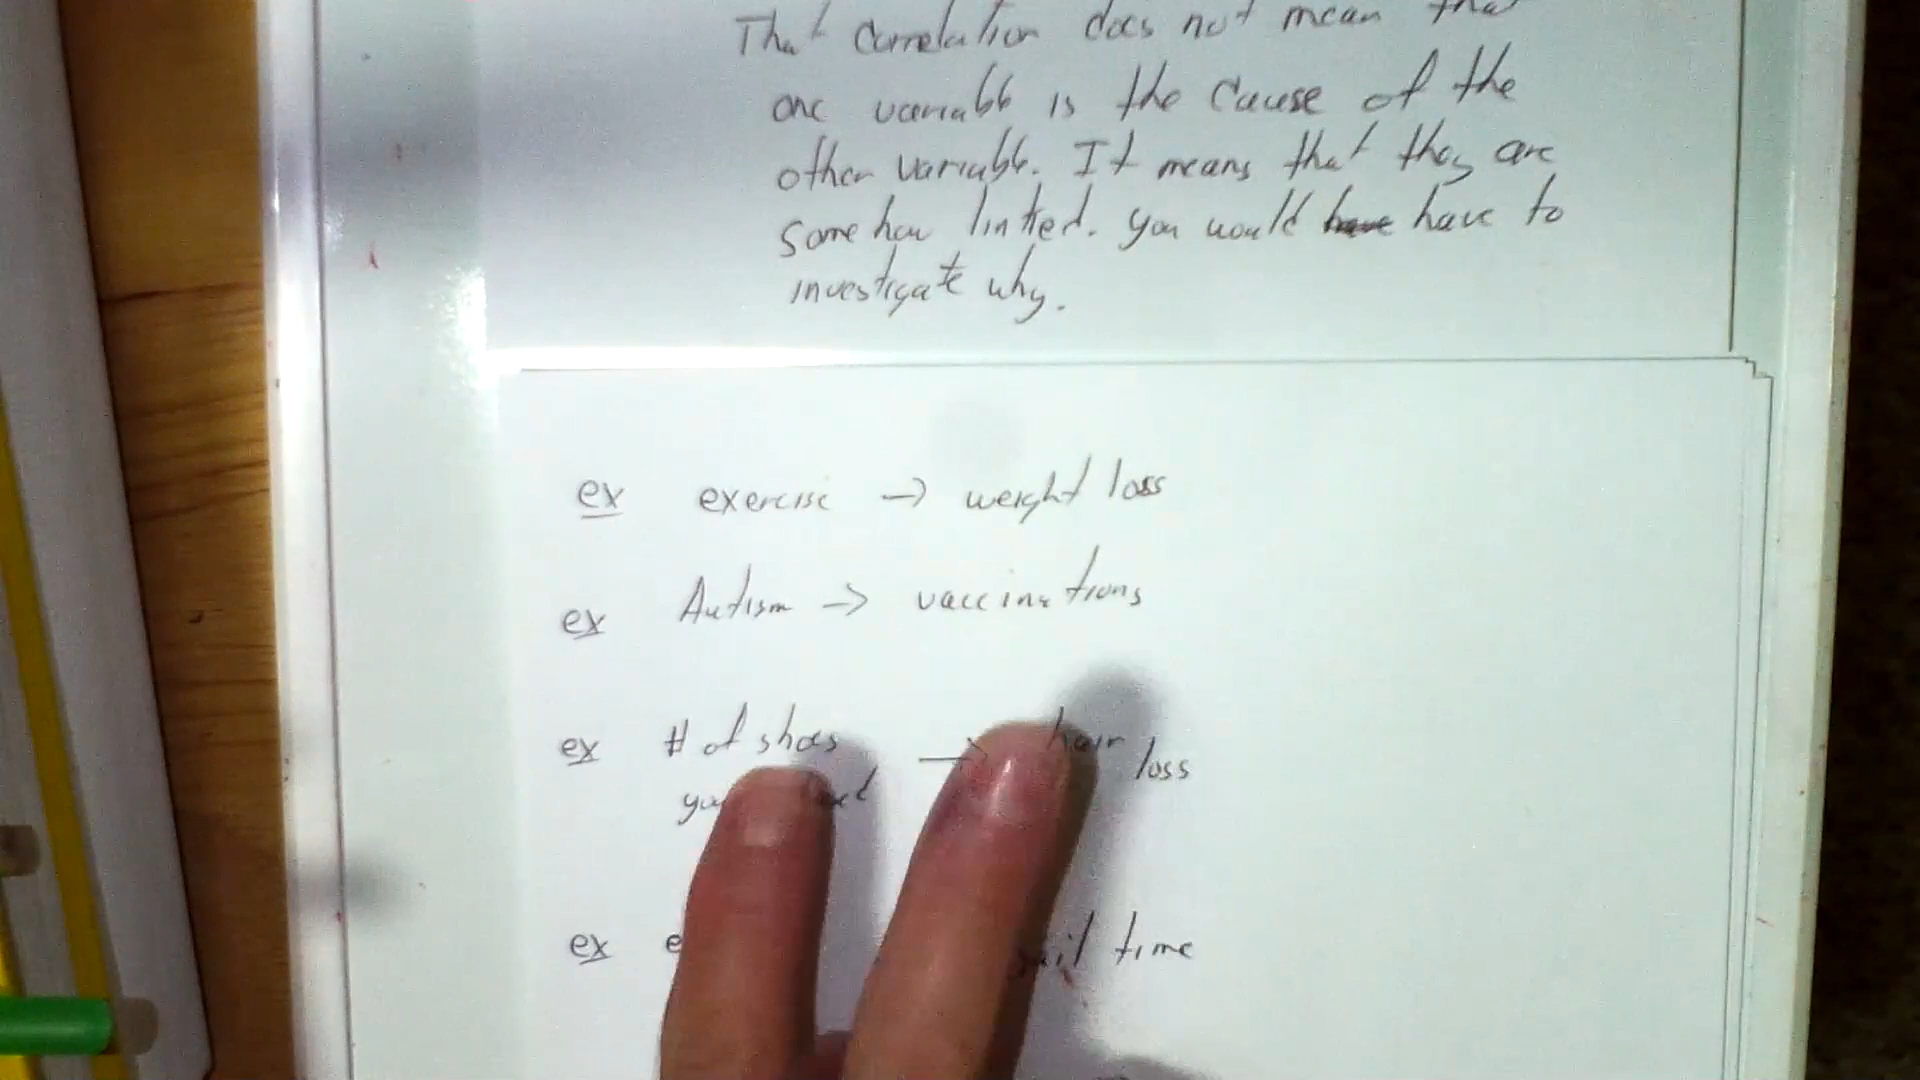 That correlation does not mean that
one variable is the cause of the
other variable. It means that they are
some how linked. you would have have to
investigate why.
ex exercise → weight loss
ex Autism → vaccinations
ex # of shoes → hair loss
ex time